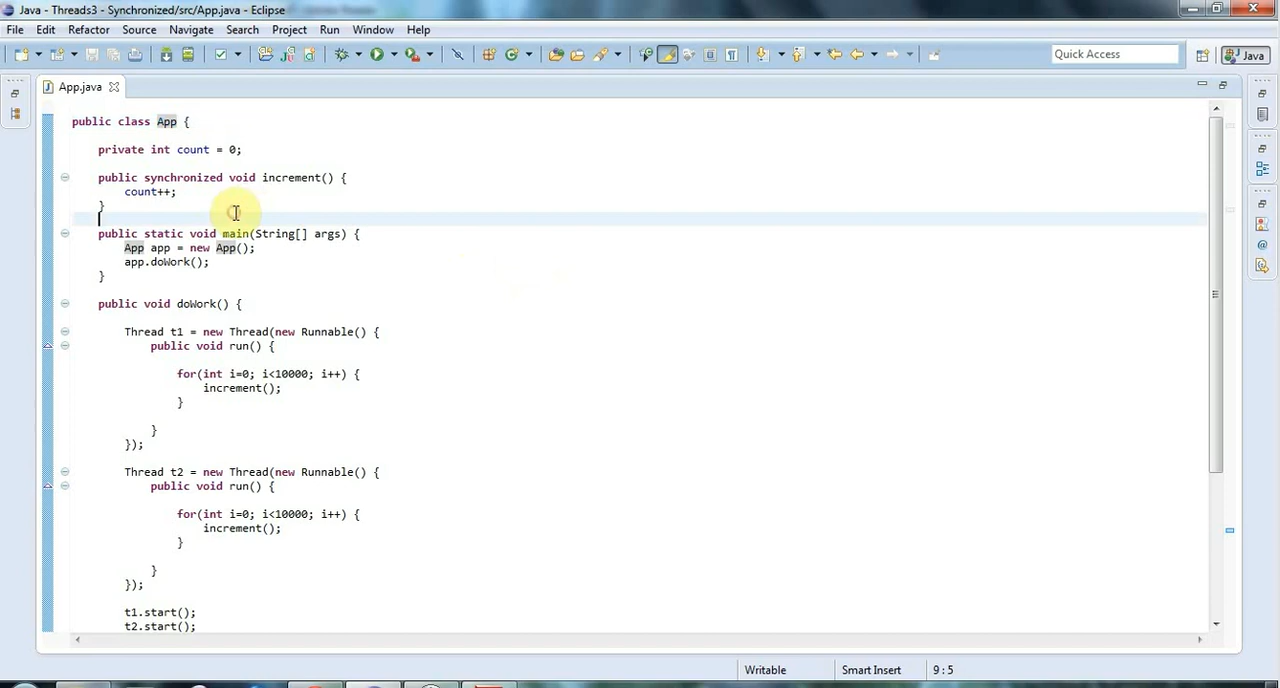 Java - Threads3 - Synchronized/src/App.java - Eclipse
File Edit Refactor Source Navigate Search Project Run Window Help
Quick Access
Java
App.java
public class App {
private int count = 0;
public synchronized void increment() {
count++;
}
public static void main(String[] args) {
App app = new App();
app.doWork();
}
public void doWork() {
Thread t1 = new Thread(new Runnable() {
public void run() {
for(int i=0; i<10000; i++) {
increment();
}
}
});
Thread t2 = new Thread(new Runnable() {
public void run() {
for(int i=0; i<10000; i++) {
increment();
}
}
});
t1.start();
t2.start();
Writable Smart Insert 9 : 5